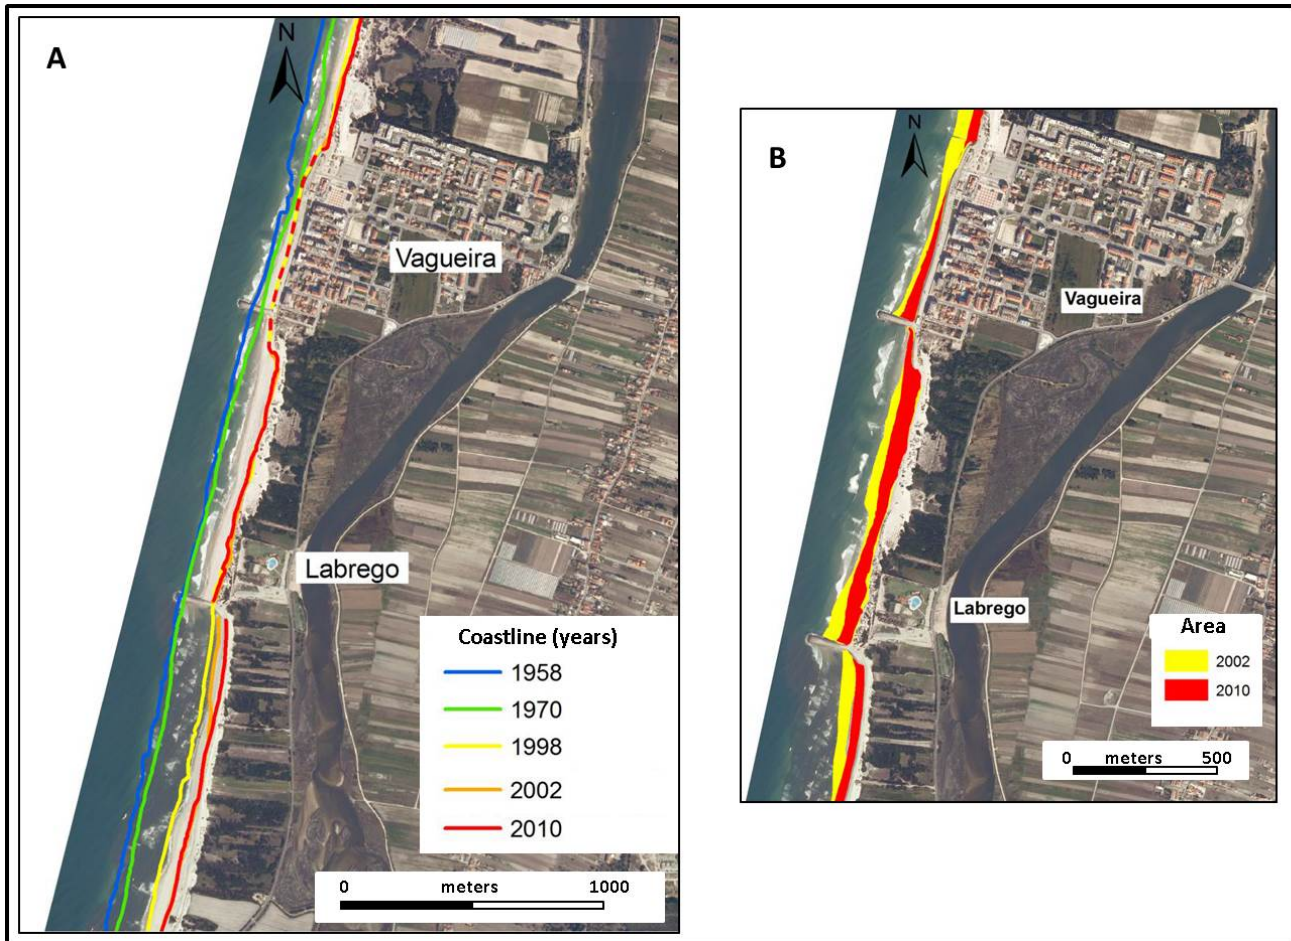 A
N
Vagueira
Labrego
Coastline (years)
1958
1970
1998
2002
2010
0 meters 1000
B
N
Vagueira
Labrego
Area
2002
2010
0 meters 500